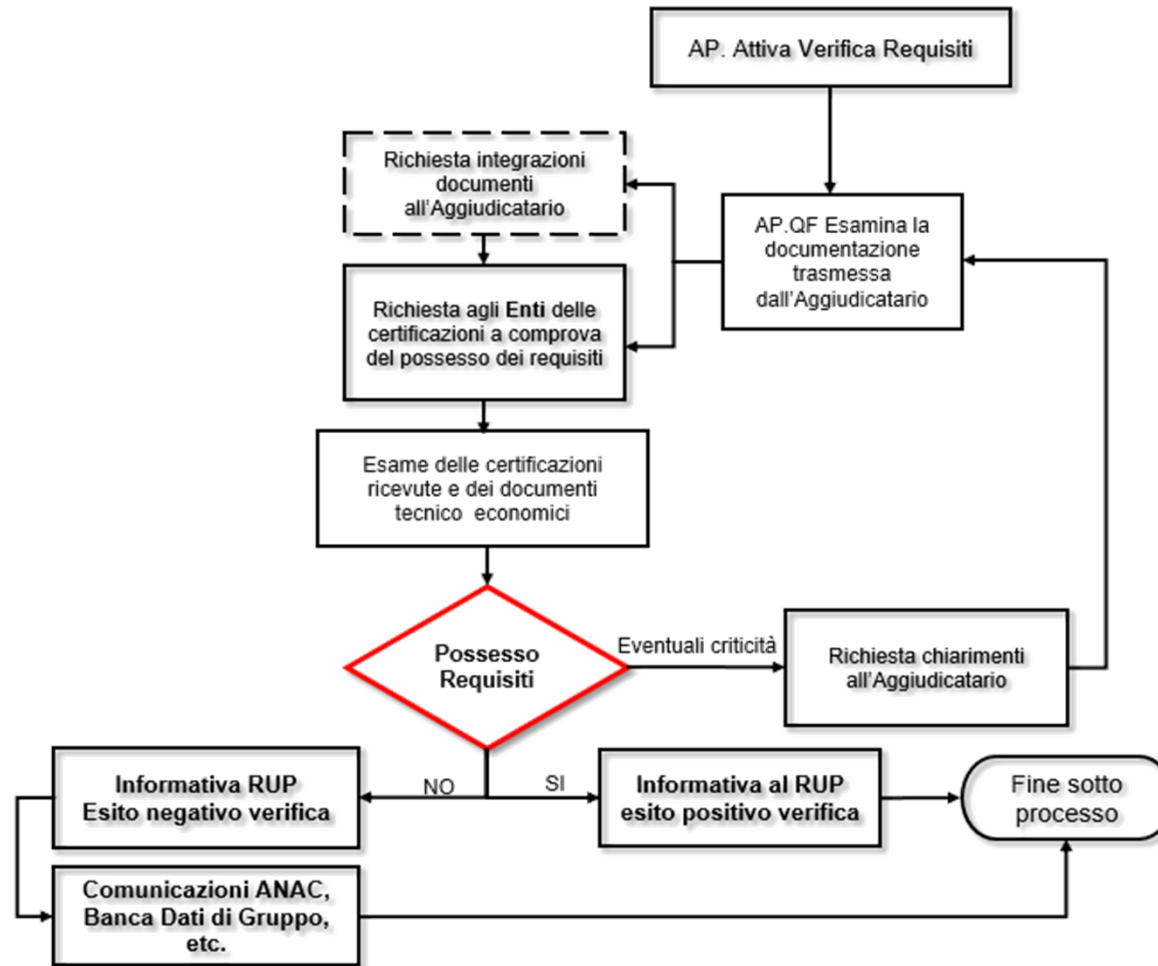 AP. Attiva Verifica Requisiti
Richiesta integrazioni
documenti
all'Aggiudicatario
AP.QF Esamina la
documentazione
trasmessa
dall'Aggiudicatario
Richiesta agli Enti delle
certificazioni a comprova
del possesso dei requisiti
Esame delle certificazioni
ricevute e dei documenti
tecnico economici
Possesso
Requisiti
Eventuali criticità
Richiesta chiarimenti
all'Aggiudicatario
NO
SI
Informativa RUP
Esito negativo verifica
Informativa al RUP
esito positivo verifica
Fine sotto
processo
Comunicazioni ANAC,
Banca Dati di Gruppo,
etc.